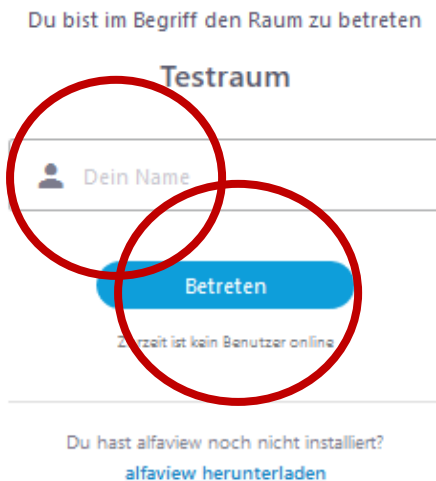 Du bist im Begriff den Raum zu betreten
Testraum
Dein Name
Betreten
Zurzeit ist kein Benutzer online
Du hast alfaview noch nicht installiert?
alfaview herunterladen